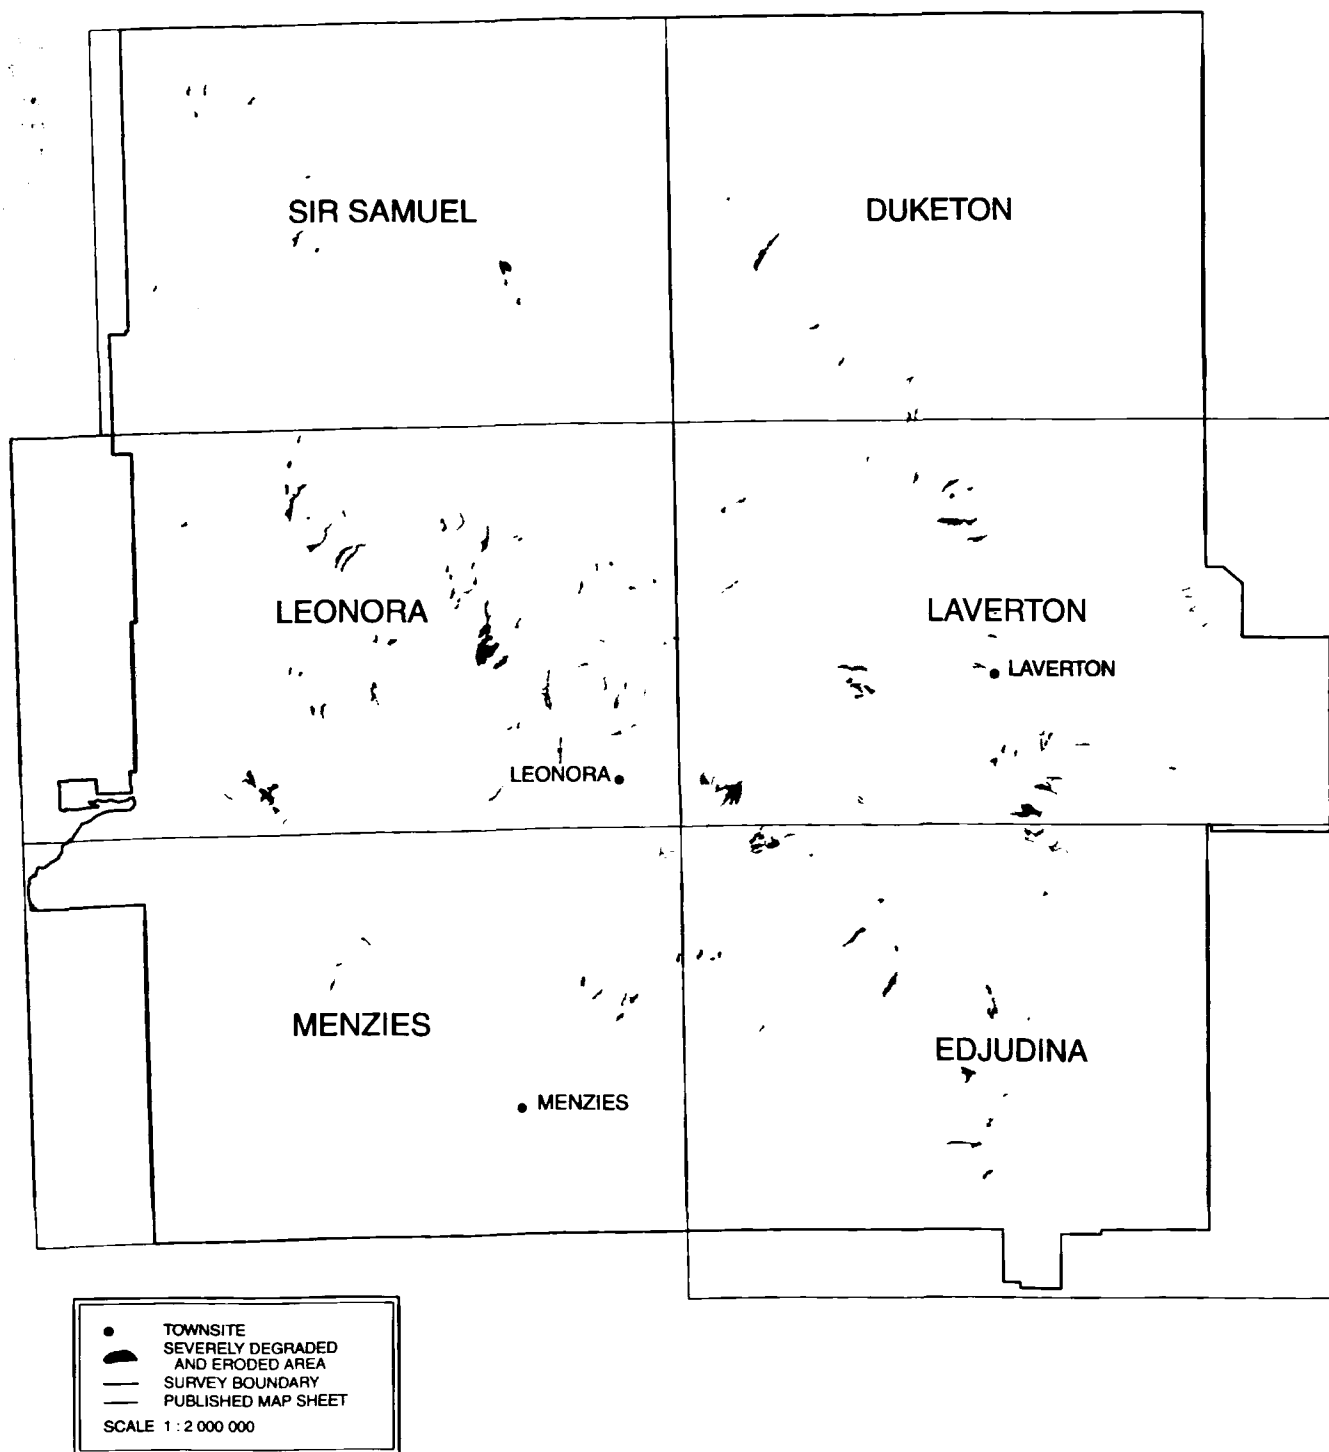 SIR SAMUEL
DUKETON
LEONORA
LAVERTON
LAVERTON
LEONORA
MENZIES
EDJUDINA
MENZIES
TOWNSITE
SEVERELY DEGRADED
AND ERODED AREA
SURVEY BOUNDARY
PUBLISHED MAP SHEET
SCALE 1 : 2 000 000